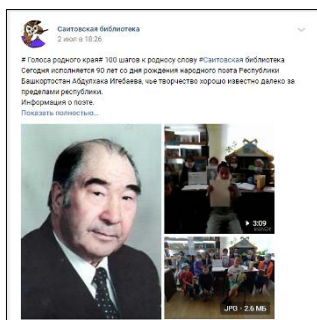 Саитовская библиотека
2 июл в 18:26
# Голоса родного края# 100 шагов к родносу слову #Саитовская библиотека
Сегодня исполняется 90 лет со дня рождения народного поэта Республики
Башкортостан Абдулхака Игебаева, чье творчество хорошо известно далеко за
пределами республики.
Информация о поэте.
Показать полностью...
3:09
JPG - 2.6 МБ